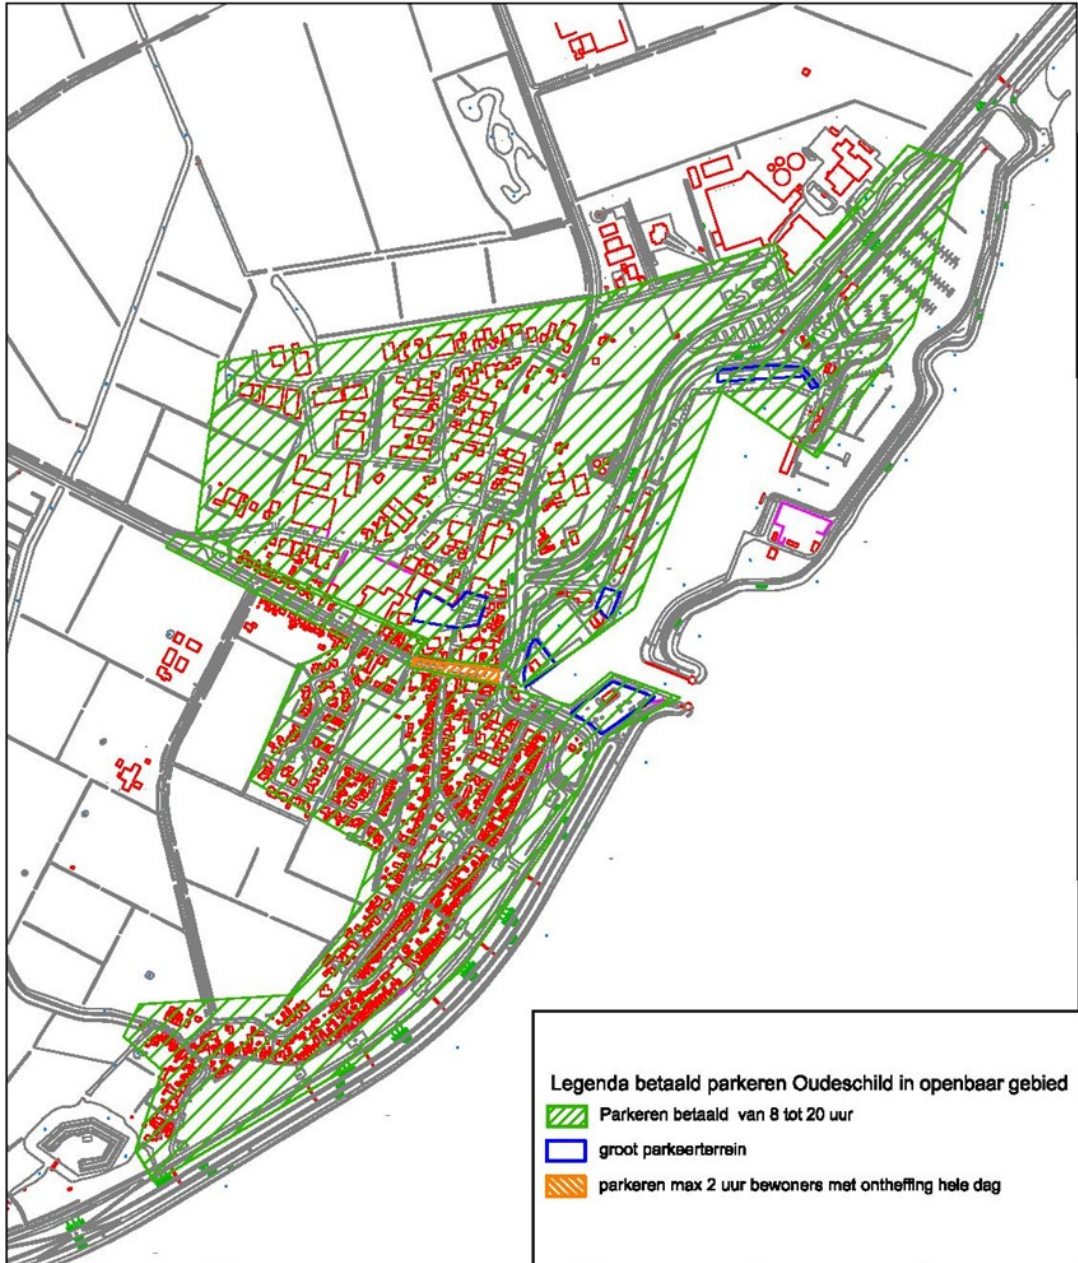 Legenda betaald parkeren Oudeschild in openbaar gebied
Parkeren betaald van 8 tot 20 uur
groot parkeerterrein
parkeren max 2 uur bewoners met ontheffing hele dag